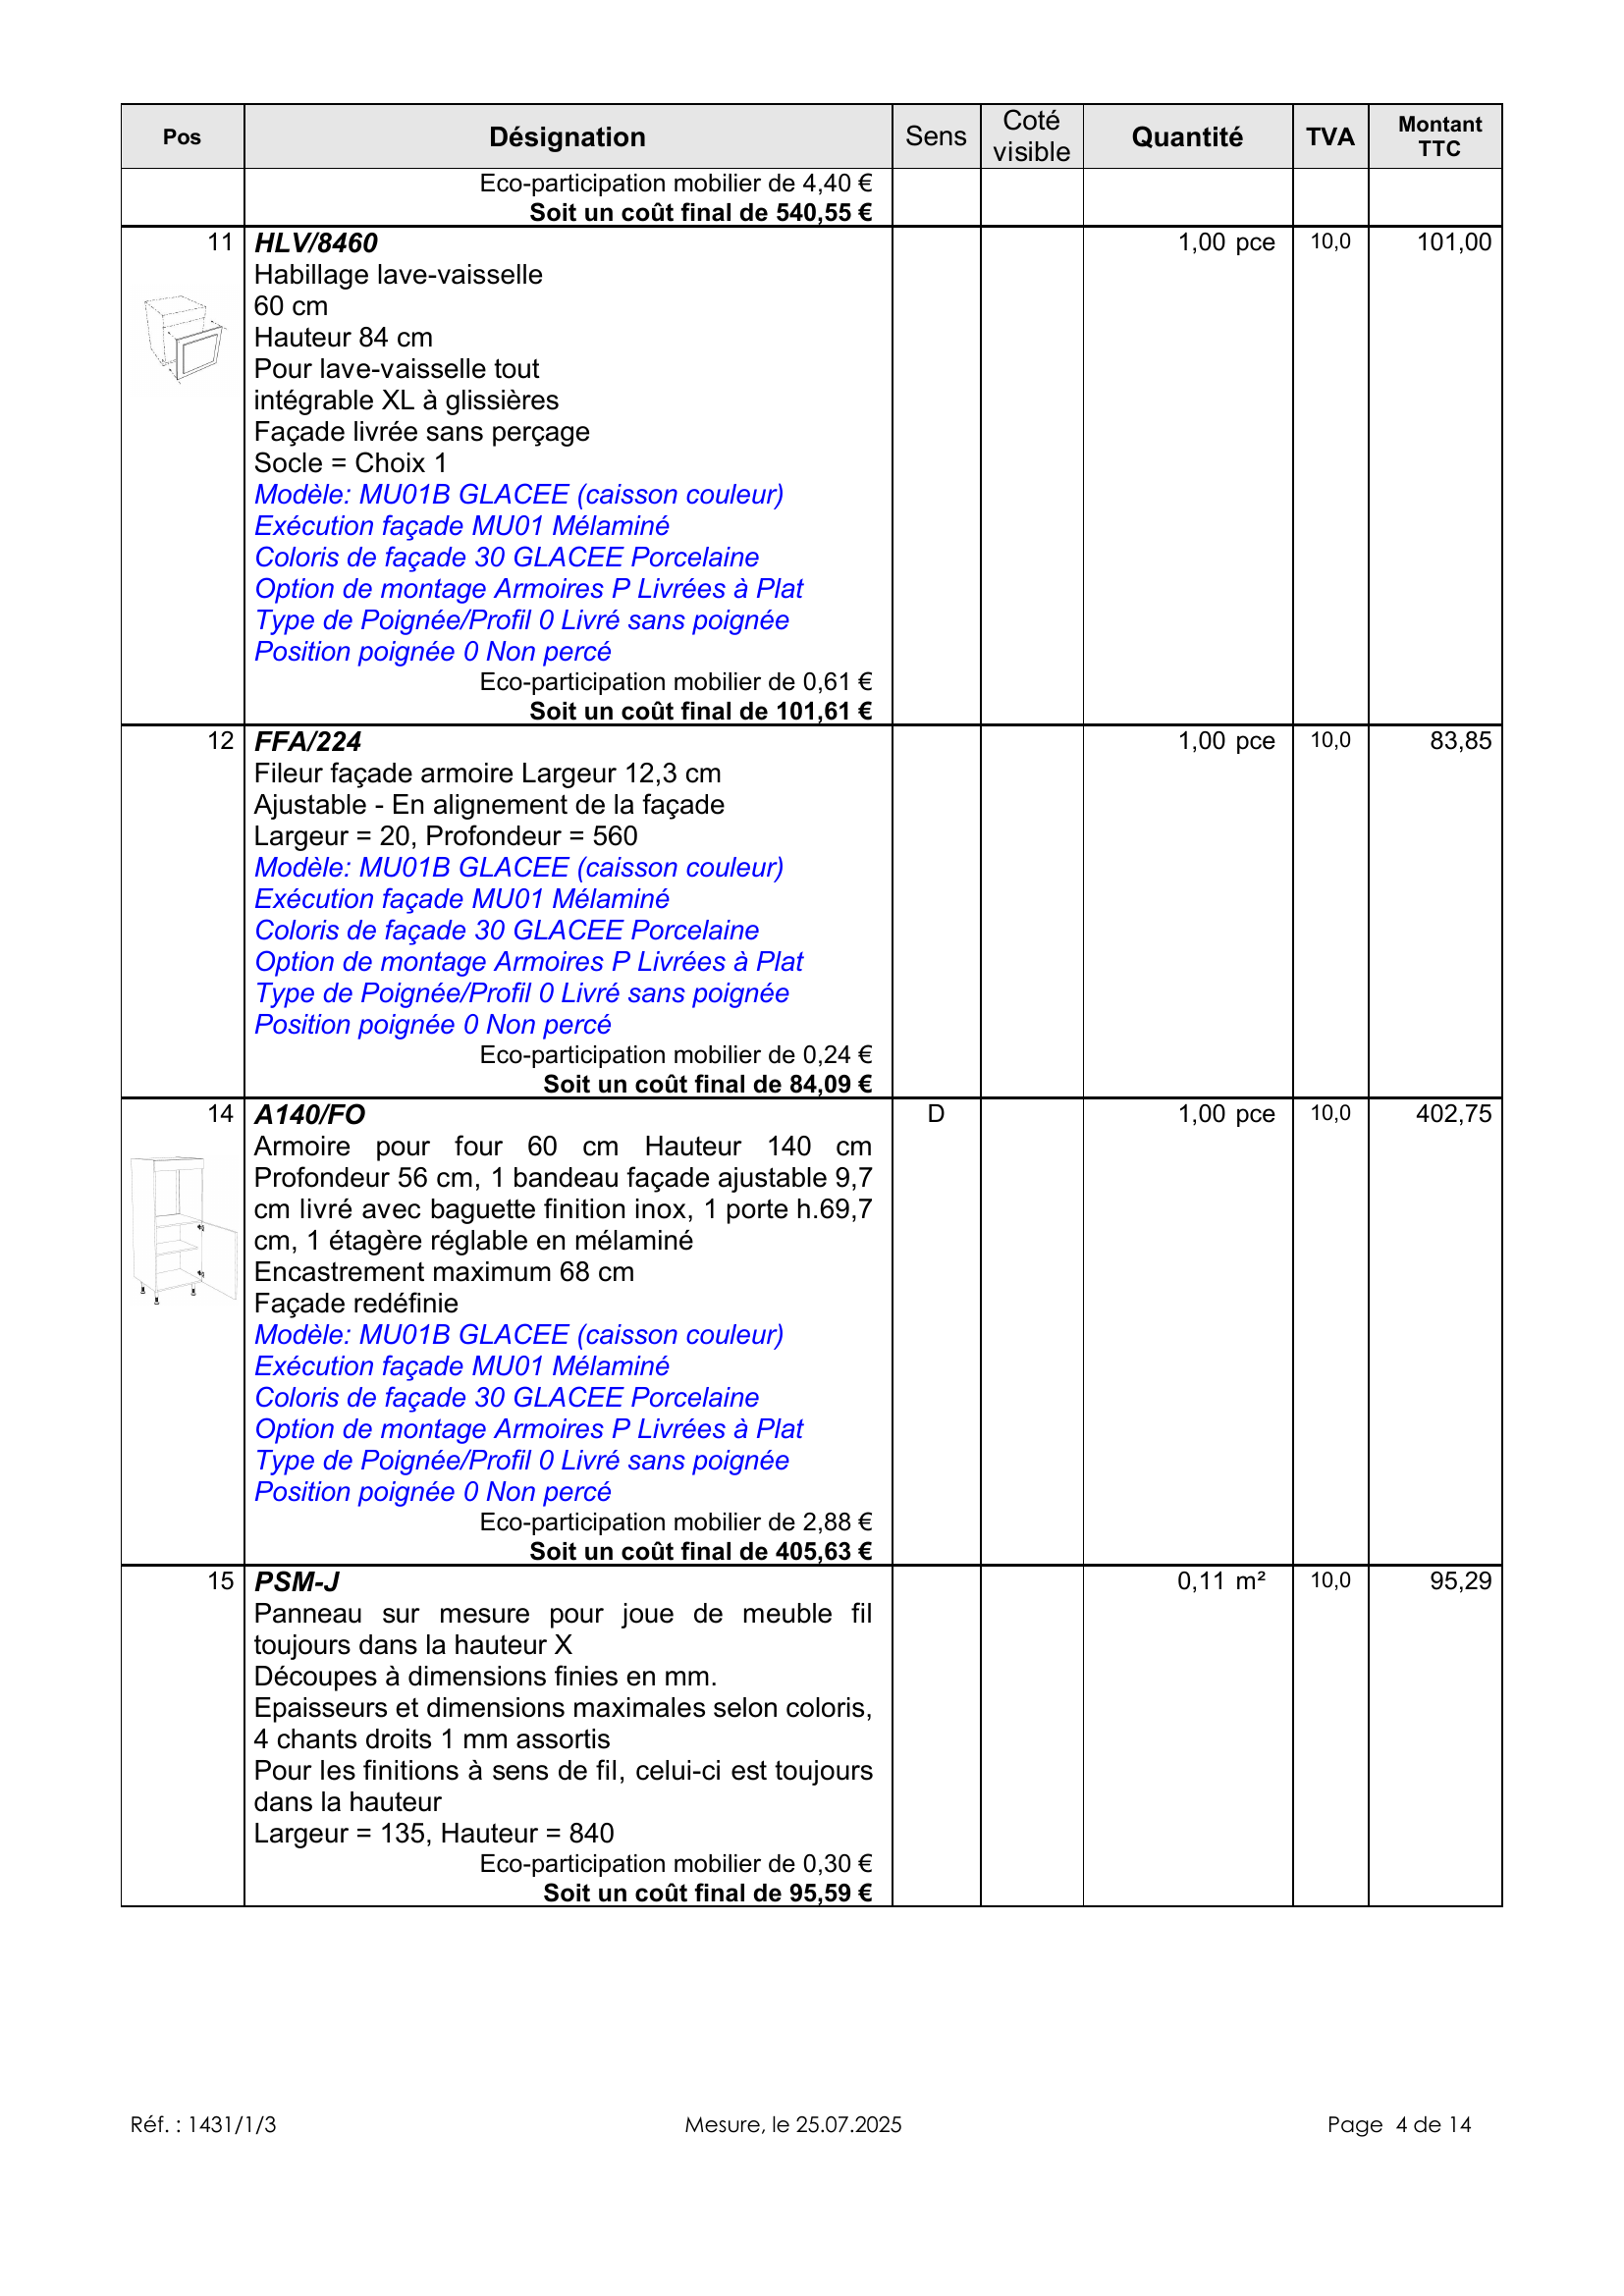 Pos Désignation Sens Coté visible Quantité TVA Montant TTC
Eco-participation mobilier de 4,40 €
Soit un coût final de 540,55 €
11 HLV/8460 1,00 pce 10,0 101,00
Habillage lave-vaisselle
60 cm
Hauteur 84 cm
Pour lave-vaisselle tout
intégrable XL à glissières
Façade livrée sans perçage
Socle = Choix 1
Modèle: MU01B GLACEE (caisson couleur)
Exécution façade MU01 Mélaminé
Coloris de façade 30 GLACEE Porcelaine
Option de montage Armoires P Livrées à Plat
Type de Poignée/Profil 0 Livré sans poignée
Position poignée 0 Non percé
Eco-participation mobilier de 0,61 €
Soit un coût final de 101,61 €
12 FFA/224 1,00 pce 10,0 83,85
Fileur façade armoire Largeur 12,3 cm
Ajustable - En alignement de la façade
Largeur = 20, Profondeur = 560
Modèle: MU01B GLACEE (caisson couleur)
Exécution façade MU01 Mélaminé
Coloris de façade 30 GLACEE Porcelaine
Option de montage Armoires P Livrées à Plat
Type de Poignée/Profil 0 Livré sans poignée
Position poignée 0 Non percé
Eco-participation mobilier de 0,24 €
Soit un coût final de 84,09 €
14 A140/FO D 1,00 pce 10,0 402,75
Armoire pour four 60 cm Hauteur 140 cm
Profondeur 56 cm, 1 bandeau façade ajustable 9,7
cm livré avec baguette finition inox, 1 porte h.69,7
cm, 1 étagère réglable en mélaminé
Encastrement maximum 68 cm
Façade redéfinie
Modèle: MU01B GLACEE (caisson couleur)
Exécution façade MU01 Mélaminé
Coloris de façade 30 GLACEE Porcelaine
Option de montage Armoires P Livrées à Plat
Type de Poignée/Profil 0 Livré sans poignée
Position poignée 0 Non percé
Eco-participation mobilier de 2,88 €
Soit un coût final de 405,63 €
15 PSM-J 0,11 m² 10,0 95,29
Panneau sur mesure pour joue de meuble fil
toujours dans la hauteur X
Découpes à dimensions finies en mm.
Epaisseurs et dimensions maximales selon coloris,
4 chants droits 1 mm assortis
Pour les finitions à sens de fil, celui-ci est toujours
dans la hauteur
Largeur = 135, Hauteur = 840
Eco-participation mobilier de 0,30 €
Soit un coût final de 95,59 €
Réf. : 1431/1/3 Mesure, le 25.07.2025 Page 4 de 14